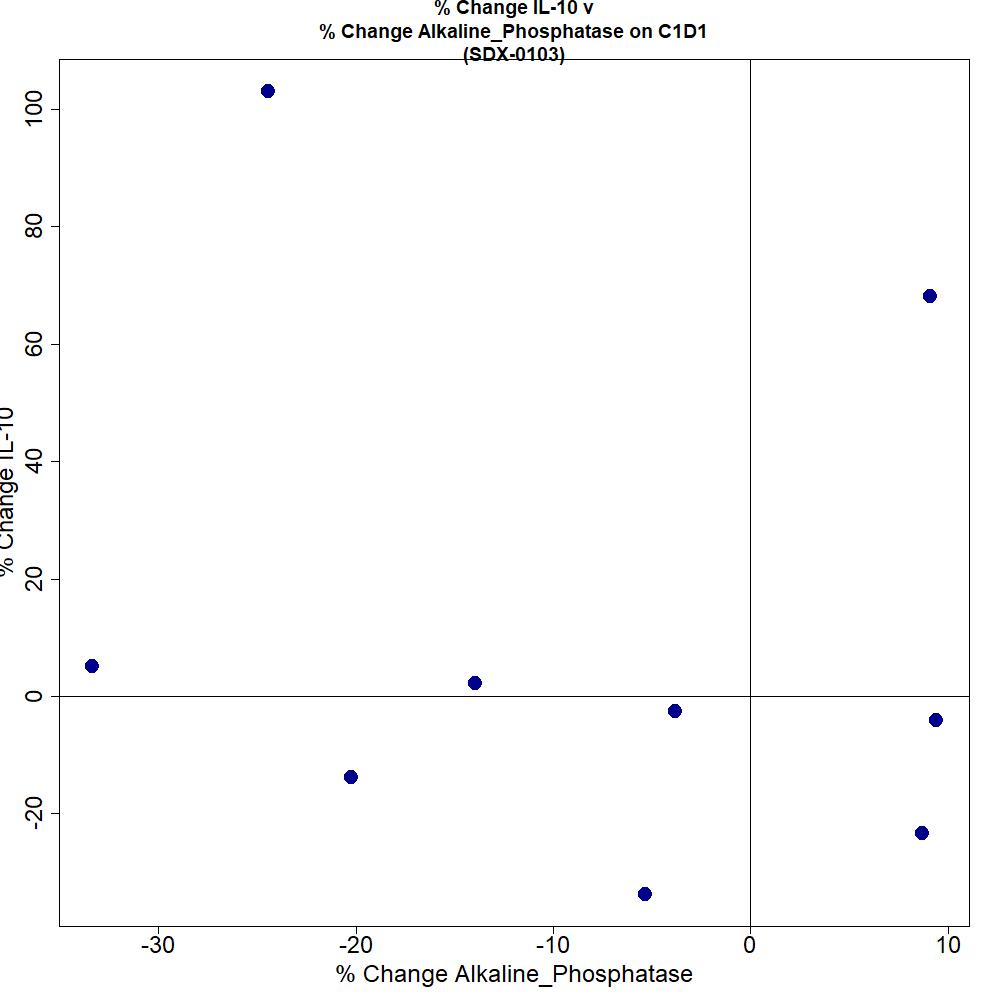 % Change IL-10 v
% Change Alkaline_Phosphatase on C1D1
(SDX-0103)
100
80
60
40
20
0
-20
% Change IL-10
-30
-20
-10
0
10
% Change Alkaline_Phosphatase